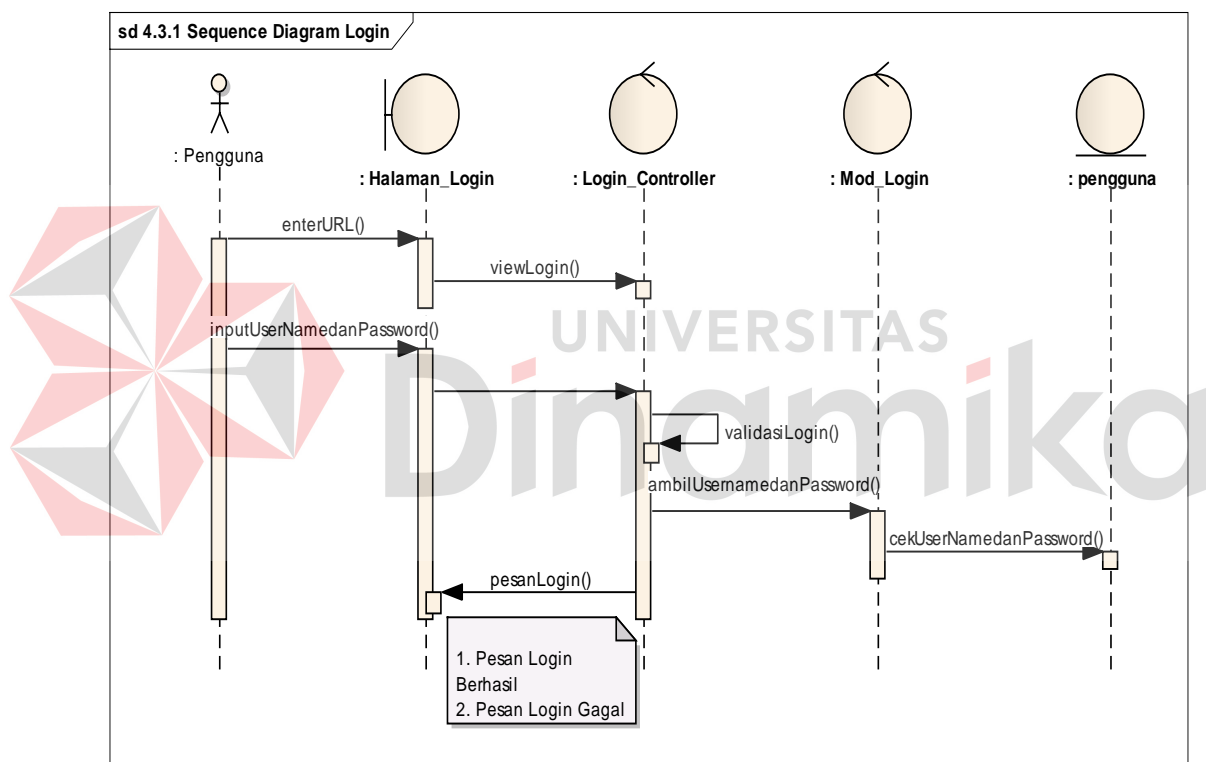 sd 4.3.1 Sequence Diagram Login
: Pengguna
: Halaman_Login
: Login_Controller
: Mod_Login
: pengguna
enterURL()
viewLogin()
inputUserNamedanPassword()
UNIVERSITAS
Dinamika
validasiLogin()
ambilUsernamedanPassword()
cekUserNamedanPassword()
pesanLogin()
1. Pesan Login
Berhasil
2. Pesan Login Gagal